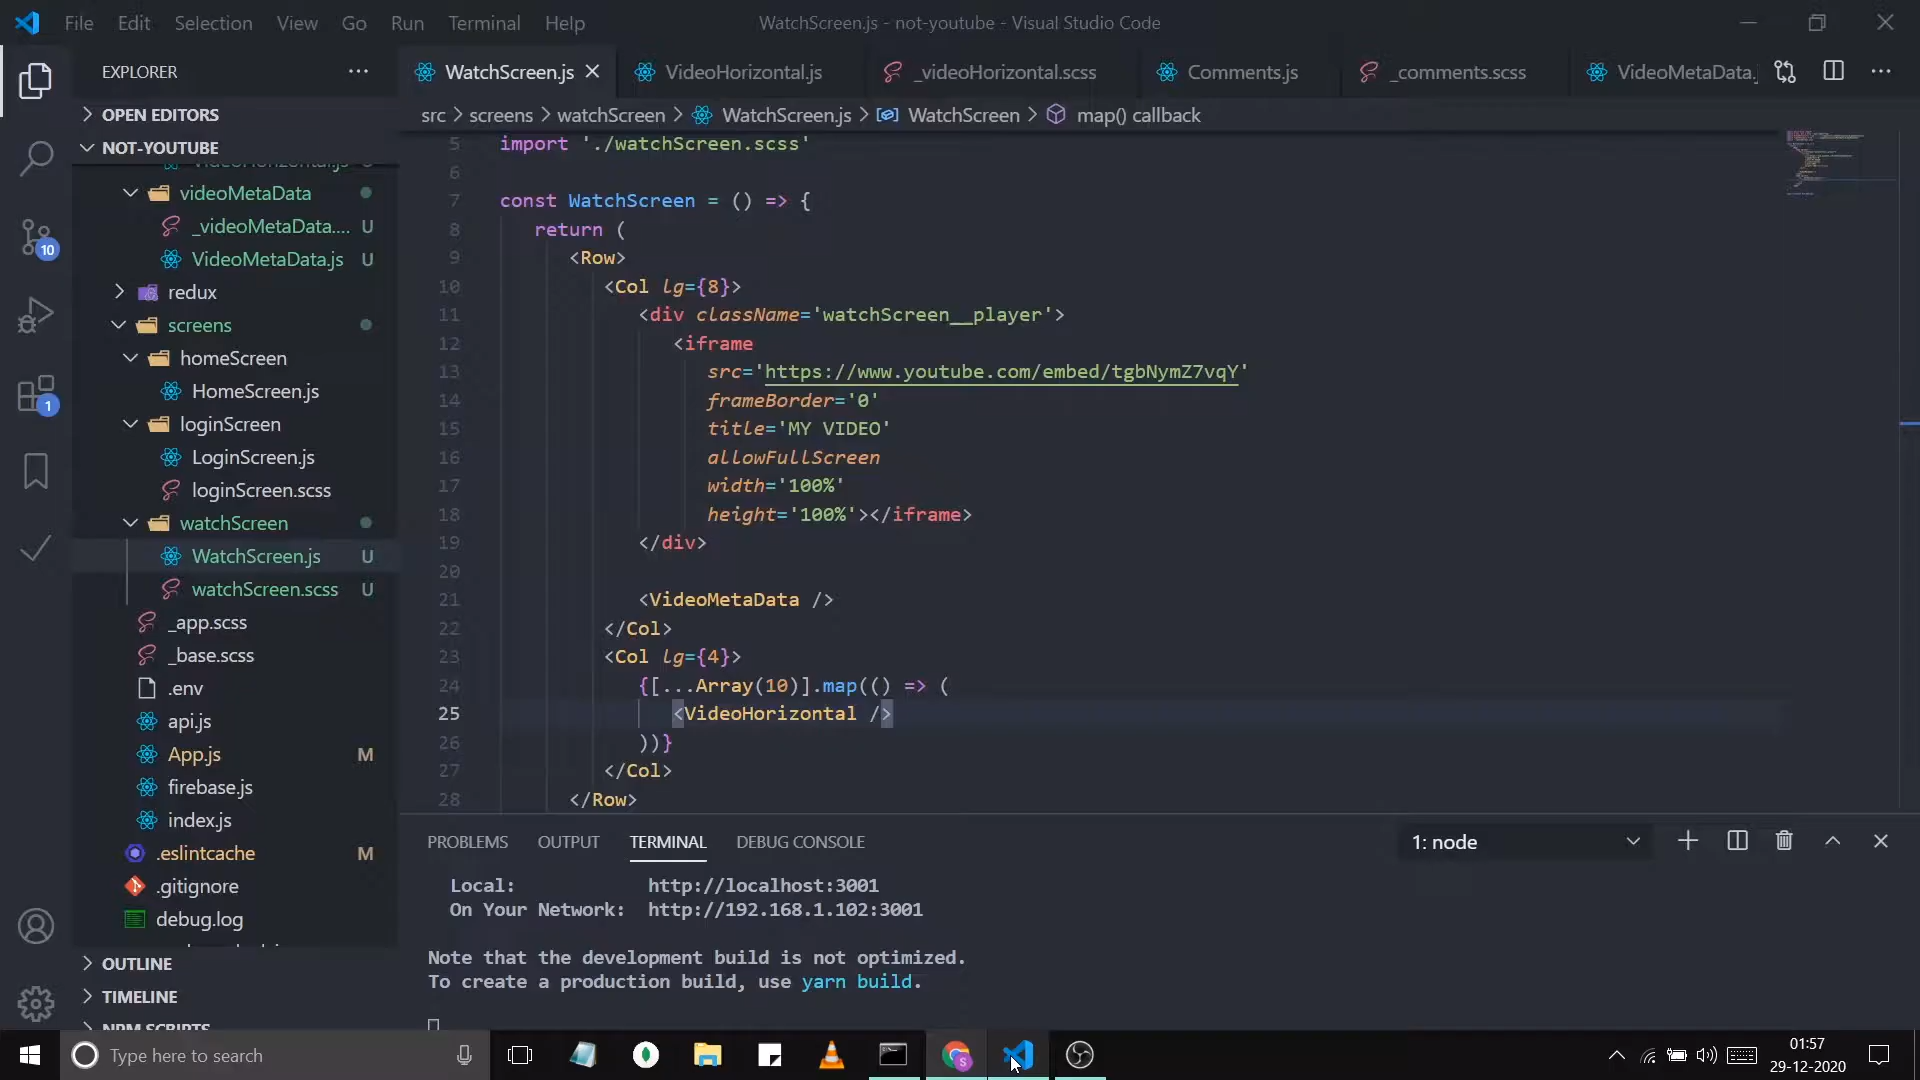 File Edit Selection View Go Run Terminal Help
WatchScreen.js - not-youtube - Visual Studio Code
EXPLORER
OPEN EDITORS
NOT-YOUTUBE
videoMetaData
_videoMetaData.... U
VideoMetaData.js U
redux
screens
homeScreen
HomeScreen.js
loginScreen
LoginScreen.js
loginScreen.scss
watchScreen
WatchScreen.js U
watchScreen.scss U
_app.scss
_base.scss
.env
api.js
App.js M
firebase.js
index.js
.eslintcache M
.gitignore
debug.log
OUTLINE
TIMELINE
NPM SCRIPTS
10
1
WatchScreen.js VideoHorizontal.js _videoHorizontal.scss Comments.js _comments.scss VideoMetaData.j
src > screens > watchScreen > WatchScreen.js > WatchScreen > map() callback
5 import './watchScreen.scss'
6
7 const WatchScreen = () => {
8 return (
9 <Row>
10 <Col lg={8}>
11 <div className='watchScreen__player'>
12 <iframe
13 src='https://www.youtube.com/embed/tgbNymZ7vqY'
14 frameBorder='0'
15 title='MY VIDEO'
16 allowFullScreen
17 width='100%'
18 height='100%'></iframe>
19 </div>
20
21 <VideoMetaData />
22 </Col>
23 <Col lg={4}>
24 {[...Array(10)].map(() => (
25 <VideoHorizontal />
26 ))}
27 </Col>
28 </Row>
PROBLEMS OUTPUT TERMINAL DEBUG CONSOLE
1: node
Local: http://localhost:3001
On Your Network: http://192.168.1.102:3001
Note that the development build is not optimized.
To create a production build, use yarn build.
Type here to search
S
01:57
29-12-2020